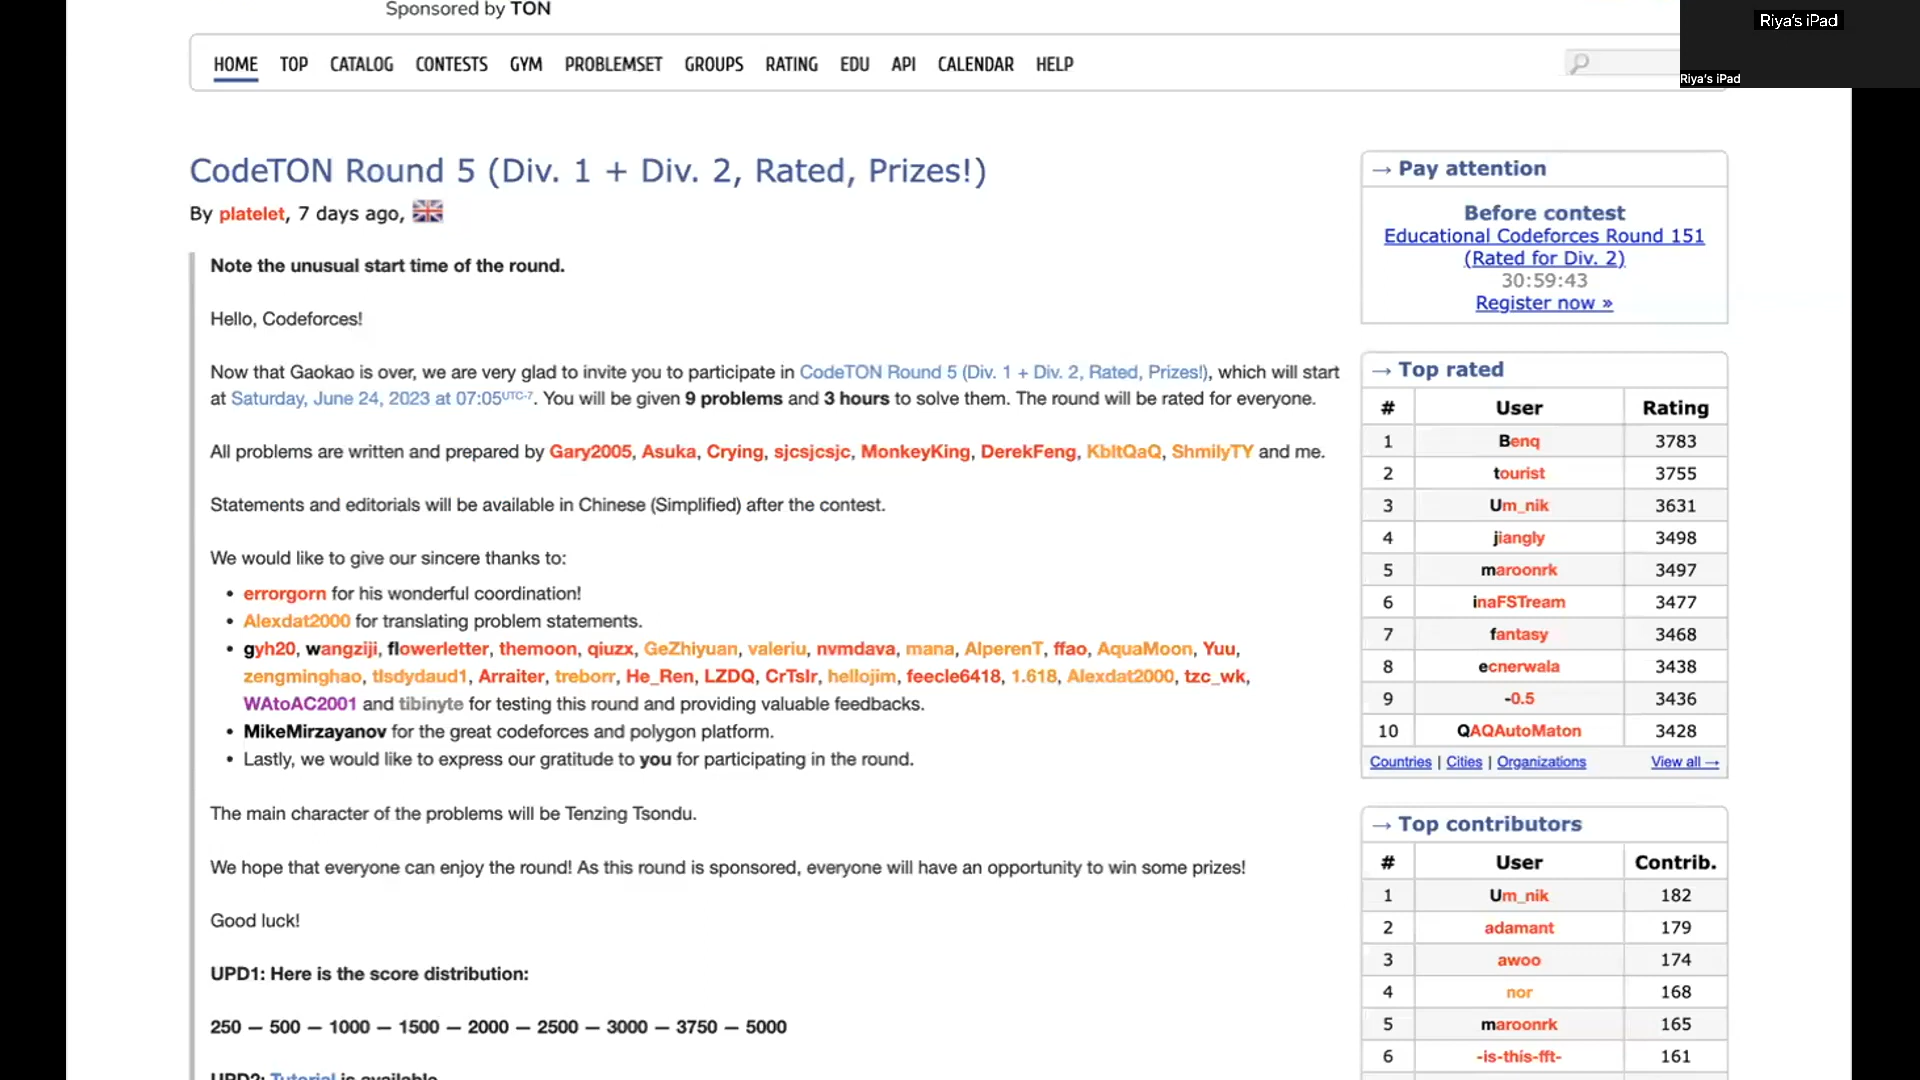 Sponsored by TON
Riya's iPad
Riya's iPad
HOME TOP CATALOG CONTESTS GYM PROBLEMSET GROUPS RATING EDU API CALENDAR HELP
CodeTON Round 5 (Div. 1 + Div. 2, Rated, Prizes!)
By platelet, 7 days ago,
Note the unusual start time of the round.
Hello, Codeforces!
Now that Gaokao is over, we are very glad to invite you to participate in CodeTON Round 5 (Div. 1 + Div. 2, Rated, Prizes!), which will start
at Saturday, June 24, 2023 at 07:05UTC-7. You will be given 9 problems and 3 hours to solve them. The round will be rated for everyone.
All problems are written and prepared by Gary2005, Asuka, Crying, sjcsjcsjc, MonkeyKing, DerekFeng, KbltQaQ, ShmilyTY and me.
Statements and editorials will be available in Chinese (Simplified) after the contest.
We would like to give our sincere thanks to:
• errorgorn for his wonderful coordination!
• Alexdat2000 for translating problem statements.
• gyh20, wangziji, flowerletter, themoon, qiuzx, GeZhiyuan, valeriu, nvmdava, mana, AlperenT, ffao, AquaMoon, Yuu,
zengminghao, tlsdydaud1, Arraiter, treborr, He_Ren, LZDQ, CrTsIr, hellojim, feecle6418, 1.618, Alexdat2000, tzc_wk,
WAtoAC2001 and tibinyte for testing this round and providing valuable feedbacks.
• MikeMirzayanov for the great codeforces and polygon platform.
• Lastly, we would like to express our gratitude to you for participating in the round.
The main character of the problems will be Tenzing Tsondu.
We hope that everyone can enjoy the round! As this round is sponsored, everyone will have an opportunity to win some prizes!
Good luck!
UPD1: Here is the score distribution:
250 — 500 — 1000 — 1500 — 2000 — 2500 — 3000 — 3750 — 5000
UPD2: Tutorial is available
→ Pay attention
Before contest
Educational Codeforces Round 151
(Rated for Div. 2)
30:59:43
Register now »
→ Top rated
# User Rating
1 Benq 3783
2 tourist 3755
3 Um_nik 3631
4 jiangly 3498
5 maroonrk 3497
6 inaFSTream 3477
7 fantasy 3468
8 ecnerwala 3438
9 -0.5 3436
10 QAQAutoMaton 3428
Countries | Cities | Organizations View all →
→ Top contributors
# User Contrib.
1 Um_nik 182
2 adamant 179
3 awoo 174
4 nor 168
5 maroonrk 165
6 -is-this-fft- 161